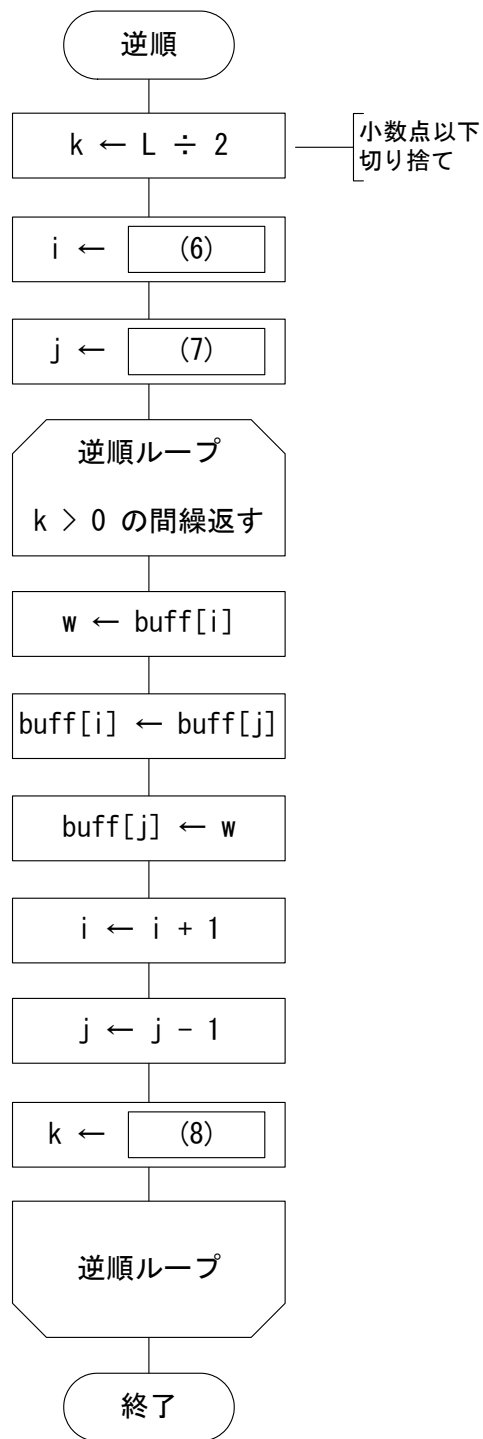 逆順
k ← L ÷ 2
小数点以下
切り捨て
i ← (6)
j ← (7)
逆順ループ
k > 0 の間繰返す
w ← buff[i]
buff[i] ← buff[j]
buff[j] ← w
i ← i + 1
j ← j - 1
k ← (8)
逆順ループ
終了